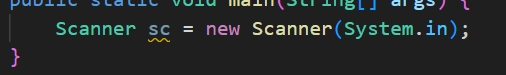 public static void main(String[] args) {
    Scanner sc = new Scanner(System.in);
}